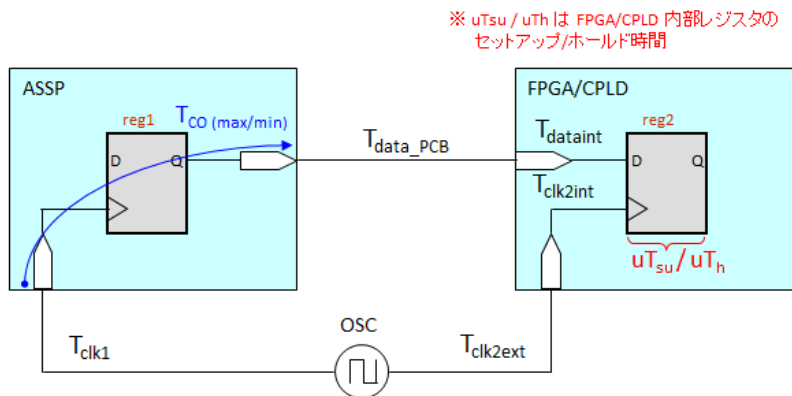 ※ uTsu / uTh は FPGA/CPLD 内部レジスタの
セットアップ/ホールド時間
ASSP
FPGA/CPLD
reg1
TCO (max/min)
reg2
Tdata_PCB
Tdataint
D
Q
D
Q
Tclk2int
uTsu / uTh
OSC
Tclk1
Tclk2ext